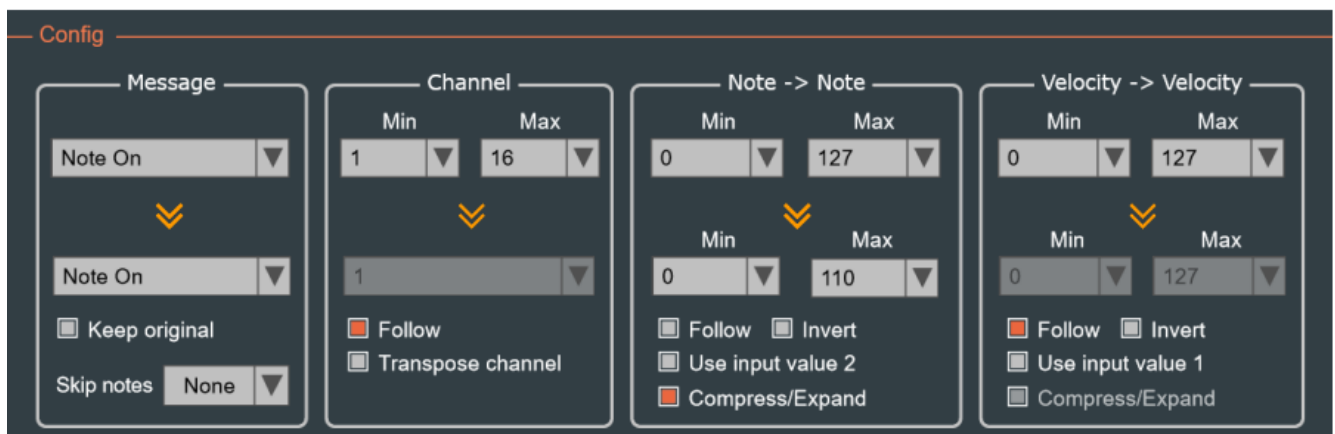 Config
Message
Channel
Note -> Note
Velocity -> Velocity
Min Max
Min Max
Min Max
Note On
1 16
0 127
0 127
Min Max
Min Max
Note On
1
0 110
0 127
Keep original
Follow
Follow Invert
Follow Invert
Transpose channel
Use input value 2
Use input value 1
Skip notes None
Compress/Expand
Compress/Expand